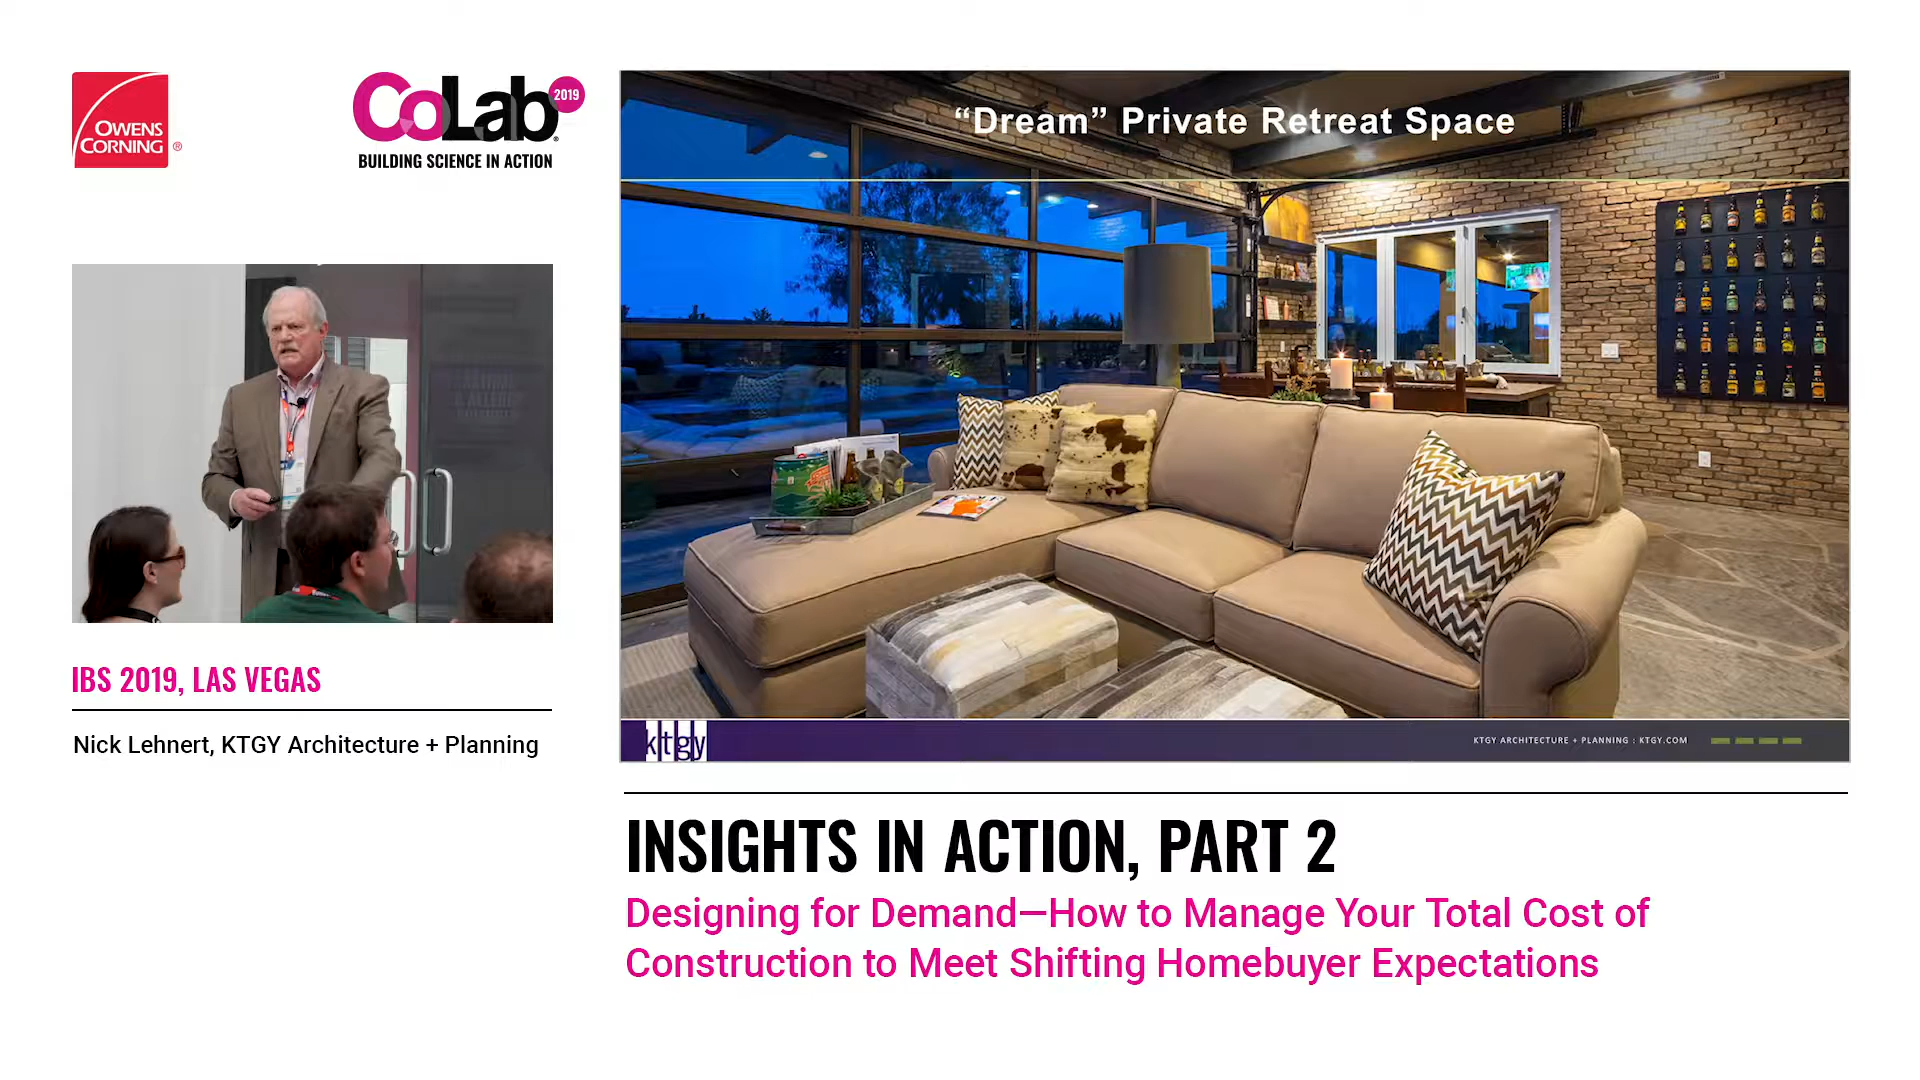 OWENS
CORNING
®
CoLab
2019
BUILDING SCIENCE IN ACTION
IBS 2019, LAS VEGAS
Nick Lehnert, KTGY Architecture + Planning
“Dream” Private Retreat Space
ktgy
KTGY ARCHITECTURE + PLANNING : KTGY.COM
INSIGHTS IN ACTION, PART 2
Designing for Demand—How to Manage Your Total Cost of
Construction to Meet Shifting Homebuyer Expectations